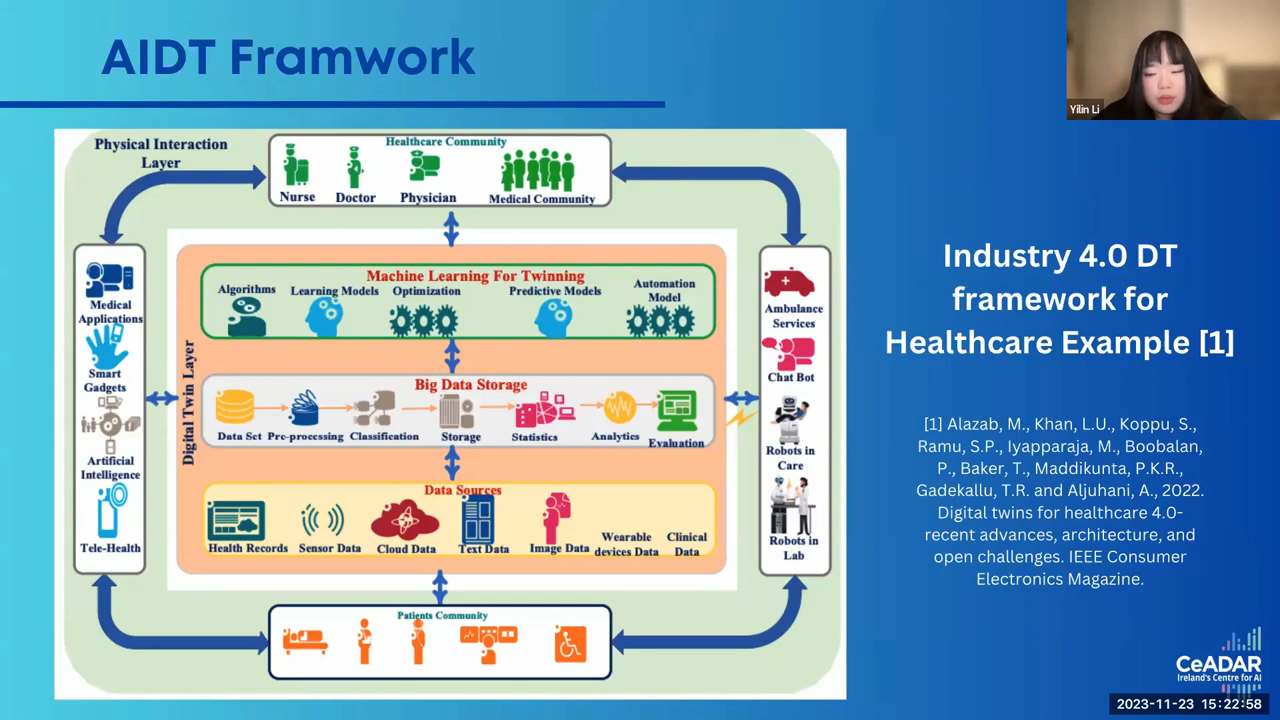 AIDT Framwork
Yilin Li
Physical Interaction
Layer
Healthcare Community
Nurse
Doctor
Physician
Medical Community
Medical
Applications
Smart
Gadgets
Artificial
Intelligence
Tele-Health
Digital Twin Layer
Machine Learning For Twinning
Algorithms
Learning Models
Optimization
Predictive Models
Automation
Model
Big Data Storage
Data Set
Pre-processing
Classification
Storage
Statistics
Analytics
Evaluation
Data Sources
Health Records
Sensor Data
Cloud Data
Text Data
Image Data
Wearable
devices Data
Clinical
Data
Ambulance
Services
Chat Bot
Robots in
Care
Robots in
Lab
Patients Community
Industry 4.0 DT
framework for
Healthcare Example [1]
[1] Alazab, M., Khan, L.U., Koppu, S.,
Ramu, S.P., Iyapparaja, M., Boobalan,
P., Baker, T., Maddikunta, P.K.R.,
Gadekallu, T.R. and Aljuhani, A., 2022.
Digital twins for healthcare 4.0-
recent advances, architecture, and
open challenges. IEEE Consumer
Electronics Magazine.
CeADAR
Ireland's Centre for AI
2023-11-23 15:22:58